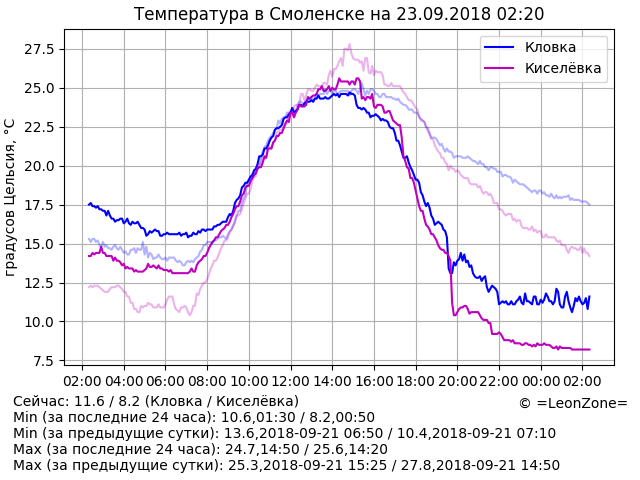 Температура в Смоленске на 23.09.2018 02:20
Кловка
Киселёвка
градусов Цельсия, °C
27.5
25.0
22.5
20.0
17.5
15.0
12.5
10.0
7.5
02:00 04:00 06:00 08:00 10:00 12:00 14:00 16:00 18:00 20:00 22:00 00:00 02:00
Сейчас: 11.6 / 8.2 (Кловка / Киселёвка)
© =LeonZone=
Min (за последние 24 часа): 10.6,01:30 / 8.2,00:50
Min (за предыдущие сутки): 13.6,2018-09-21 06:50 / 10.4,2018-09-21 07:10
Max (за последние 24 часа): 24.7,14:50 / 25.6,14:20
Max (за предыдущие сутки): 25.3,2018-09-21 15:25 / 27.8,2018-09-21 14:50